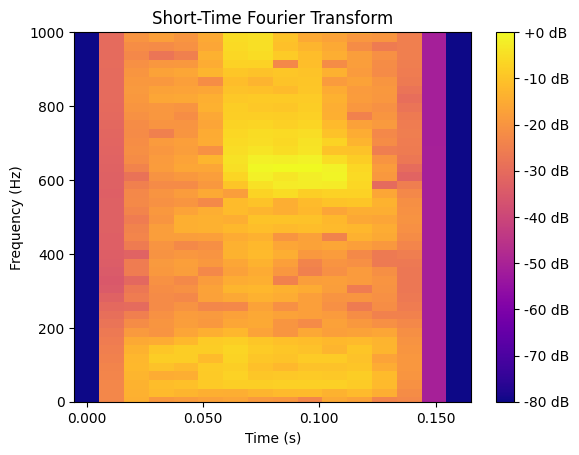 Short-Time Fourier Transform
1000
800
600
400
200
0
Frequency (Hz)
0.000
0.050
0.100
0.150
Time (s)
+0 dB
-10 dB
-20 dB
-30 dB
-40 dB
-50 dB
-60 dB
-70 dB
-80 dB